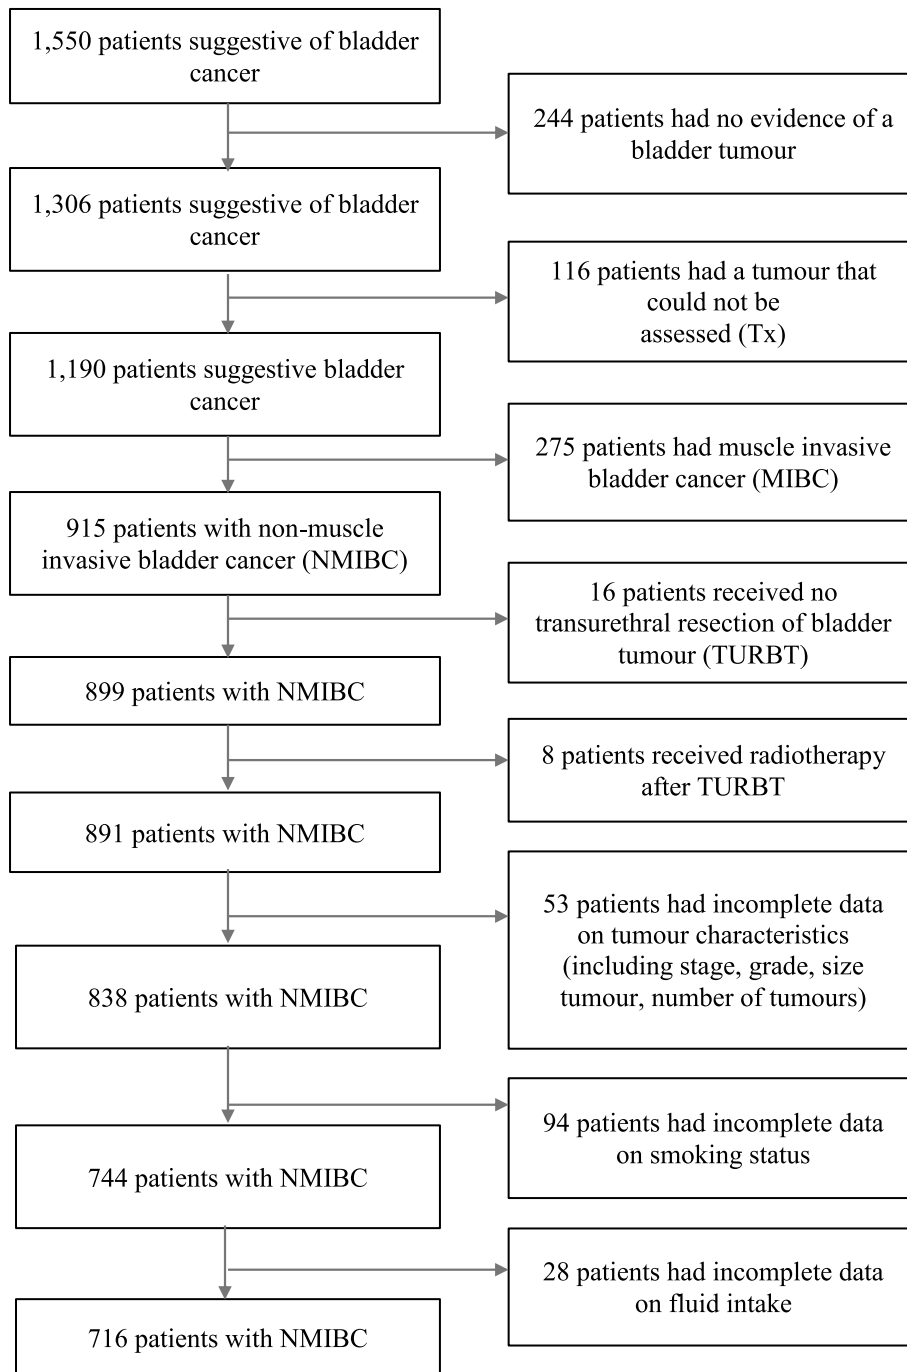 1,550 patients suggestive of bladder
cancer
244 patients had no evidence of a
bladder tumour
1,306 patients suggestive of bladder
cancer
116 patients had a tumour that
could not be
assessed (Tx)
1,190 patients suggestive bladder
cancer
275 patients had muscle invasive
bladder cancer (MIBC)
915 patients with non-muscle
invasive bladder cancer (NMIBC)
16 patients received no
transurethral resection of bladder
tumour (TURBT)
899 patients with NMIBC
8 patients received radiotherapy
after TURBT
891 patients with NMIBC
53 patients had incomplete data
on tumour characteristics
(including stage, grade, size
tumour, number of tumours)
838 patients with NMIBC
94 patients had incomplete data
on smoking status
744 patients with NMIBC
28 patients had incomplete data
on fluid intake
716 patients with NMIBC